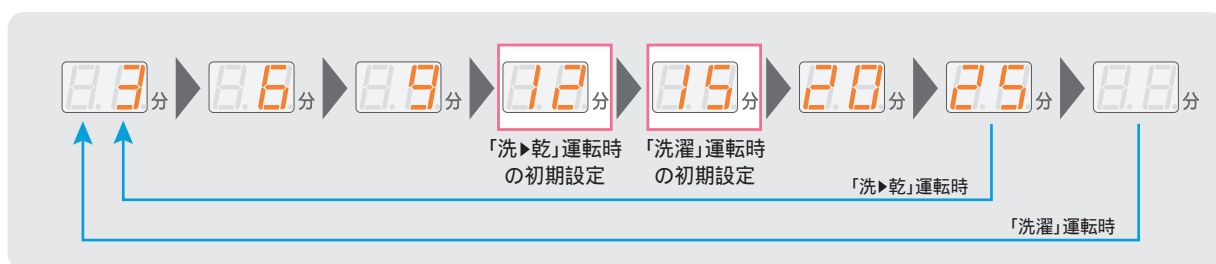 3分 6分 9分 12分 15分 20分 25分 分
「洗▶乾」運転時
の初期設定
「洗濯」運転時
の初期設定
「洗▶乾」運転時
「洗濯」運転時